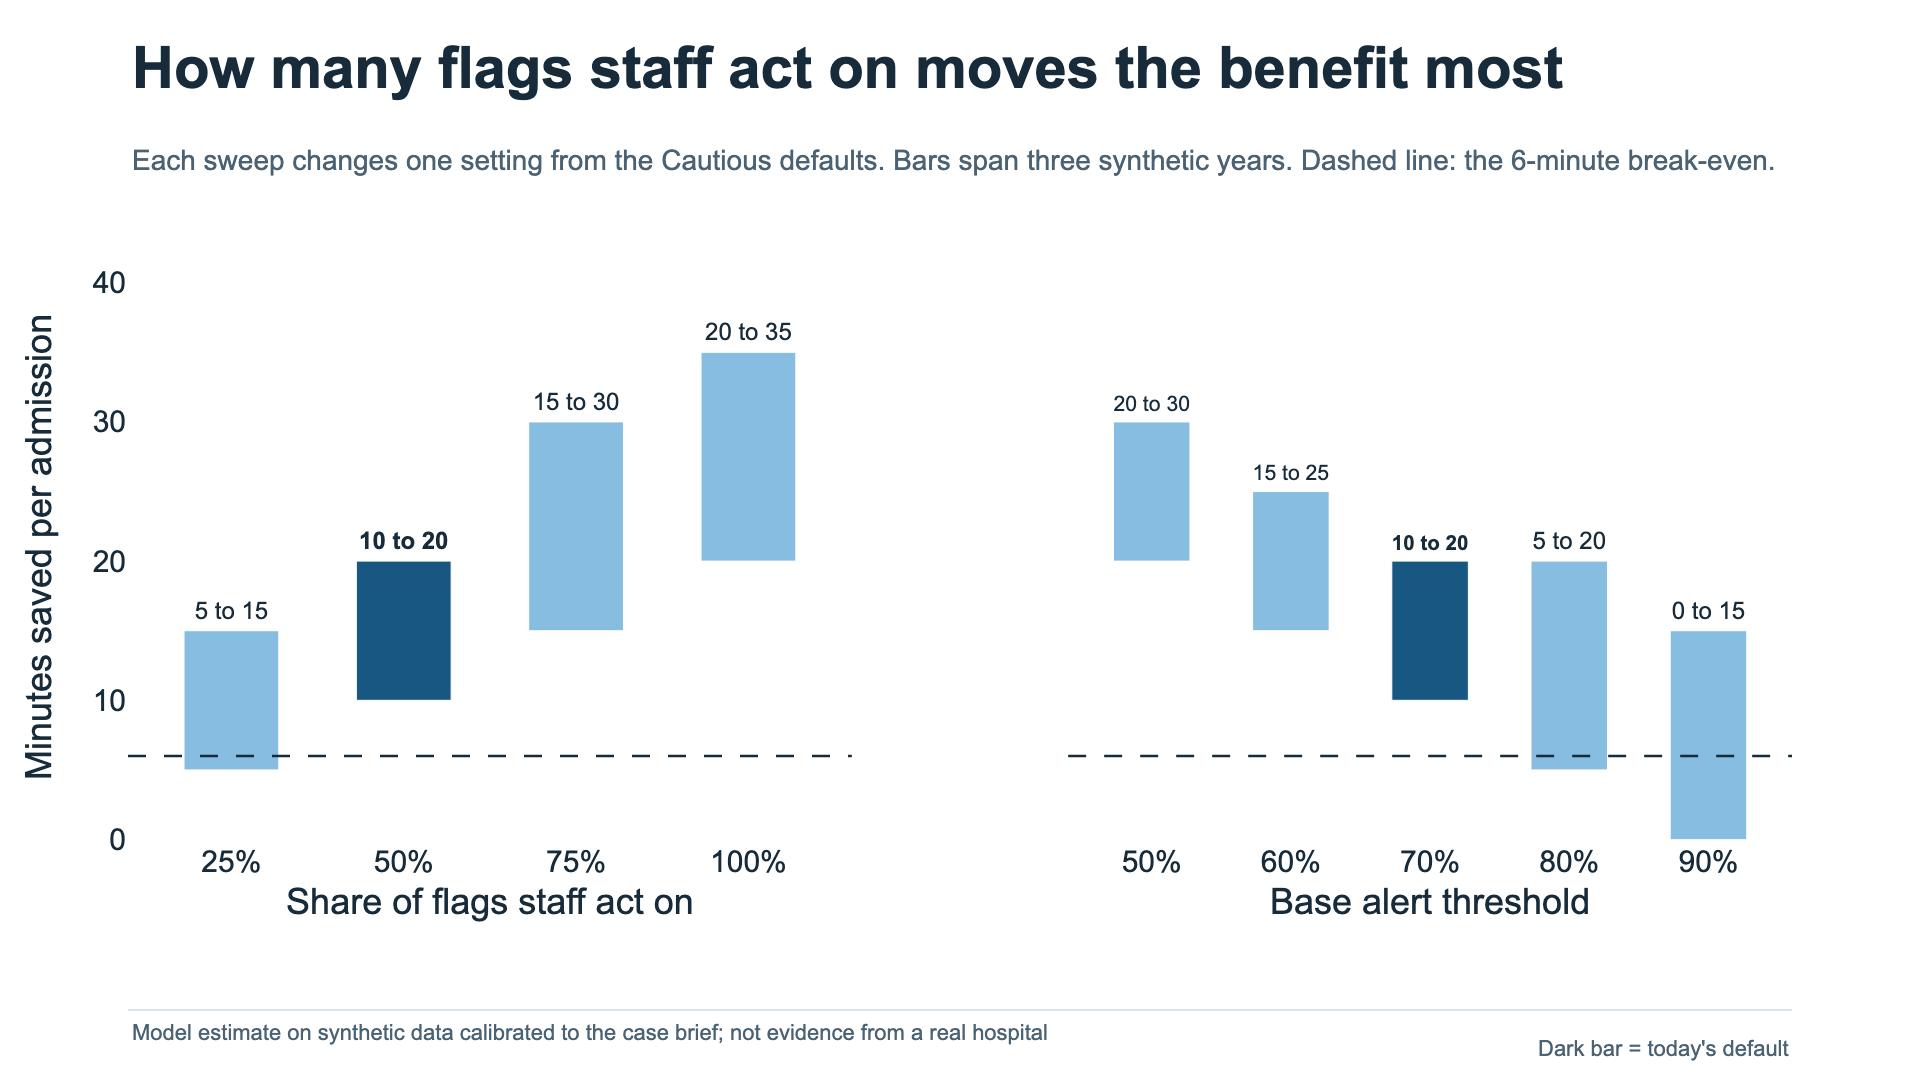 How many flags staff act on moves the benefit most
Each sweep changes one setting from the Cautious defaults. Bars span three synthetic years. Dashed line: the 6-minute break-even.
Minutes saved per admission
40
30
20
10
0
5 to 15
10 to 20
15 to 30
20 to 35
25%
50%
75%
100%
Share of flags staff act on
20 to 30
15 to 25
10 to 20
5 to 20
0 to 15
50%
60%
70%
80%
90%
Base alert threshold
Model estimate on synthetic data calibrated to the case brief; not evidence from a real hospital
Dark bar = today's default